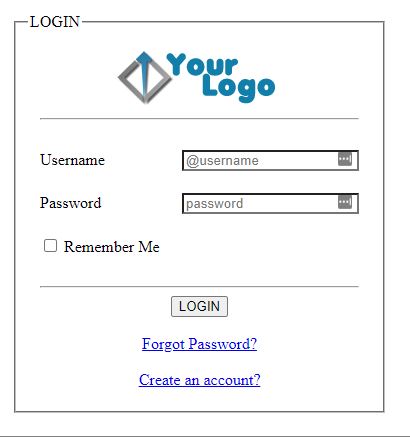 LOGIN
Your
Logo
Username @username
Password password
Remember Me
LOGIN
Forgot Password?
Create an account?